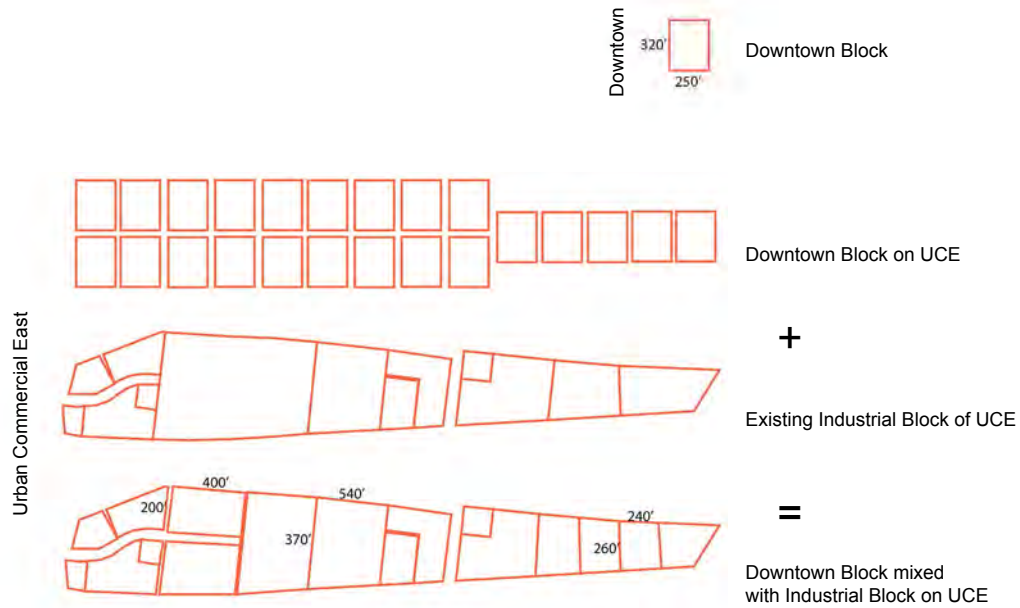 Downtown
320'
250'
Downtown Block
Downtown Block on UCE
+
Urban Commercial East
Existing Industrial Block of UCE
400'
540'
200'
370'
240'
260'
=
Downtown Block mixed
with Industrial Block on UCE